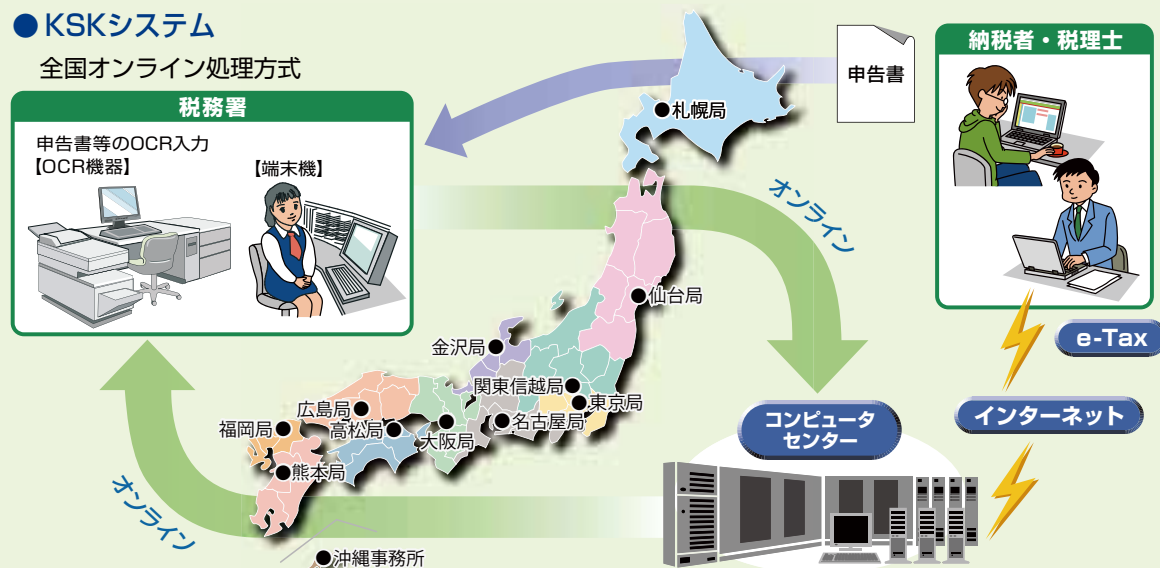 ●KSKシステム
全国オンライン処理方式
税務署
申告書等のOCR入力
【OCR機器】
【端末機】
申告書
納税者・税理士
札幌局
オンライン
仙台局
金沢局
関東信越局
東京局
広島局
名古屋局
福岡局
高松局
大阪局
熊本局
オンライン
沖縄事務所
e-Tax
インターネット
コンピュータ
センター